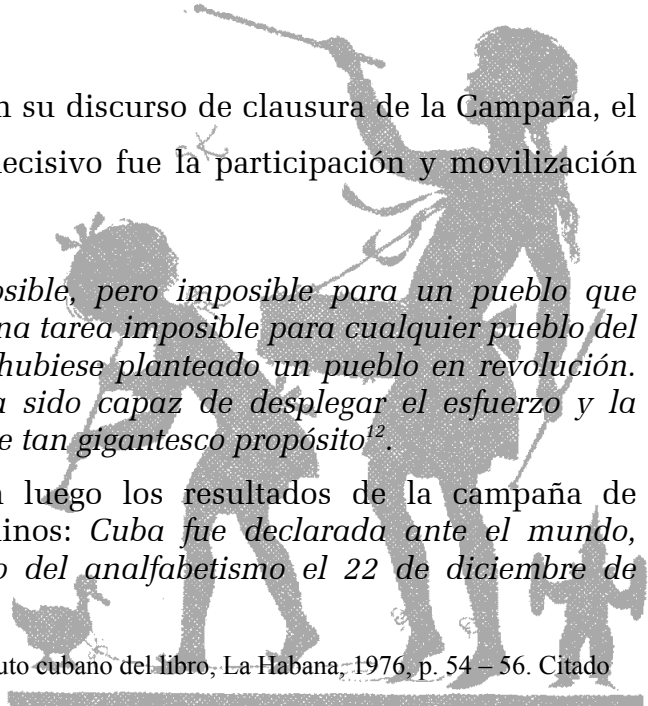 n su discurso de clausura de la Campaña, el
decisivo fue la participación y movilización
osible, pero imposible para un pueblo que
na tarea imposible para cualquier pueblo del
hubiese planteado un pueblo en revolución.
a sido capaz de desplegar el esfuerzo y la
e tan gigantesco propósito¹².
n luego los resultados de la campaña de
inos: Cuba fue declarada ante el mundo,
o del analfabetismo el 22 de diciembre de
uto cubano del libro, La Habana, 1976, p. 54 – 56. Citado